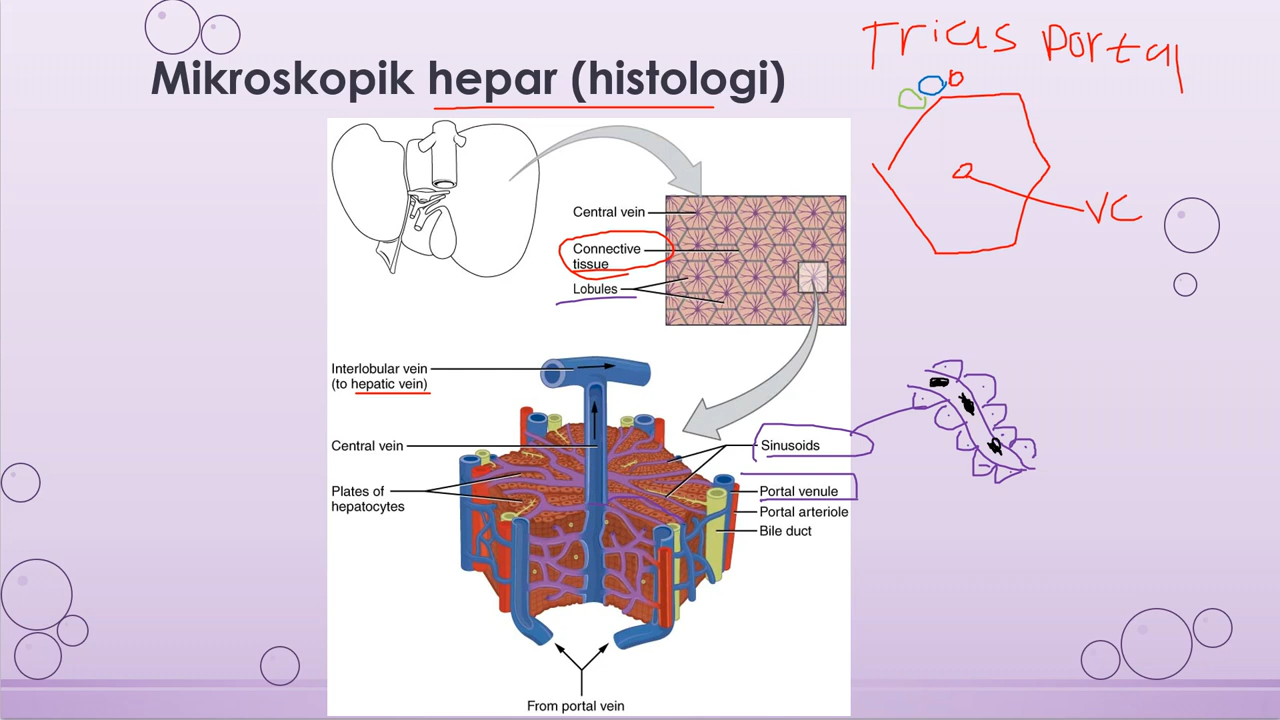 Trias portal
Mikroskopik hepar (histologi)
VC
Central vein
Connective
tissue
Lobules
Interlobular vein
(to hepatic vein)
Central vein
Plates of
hepatocytes
Sinusoids
Portal venule
Portal arteriole
Bile duct
From portal vein